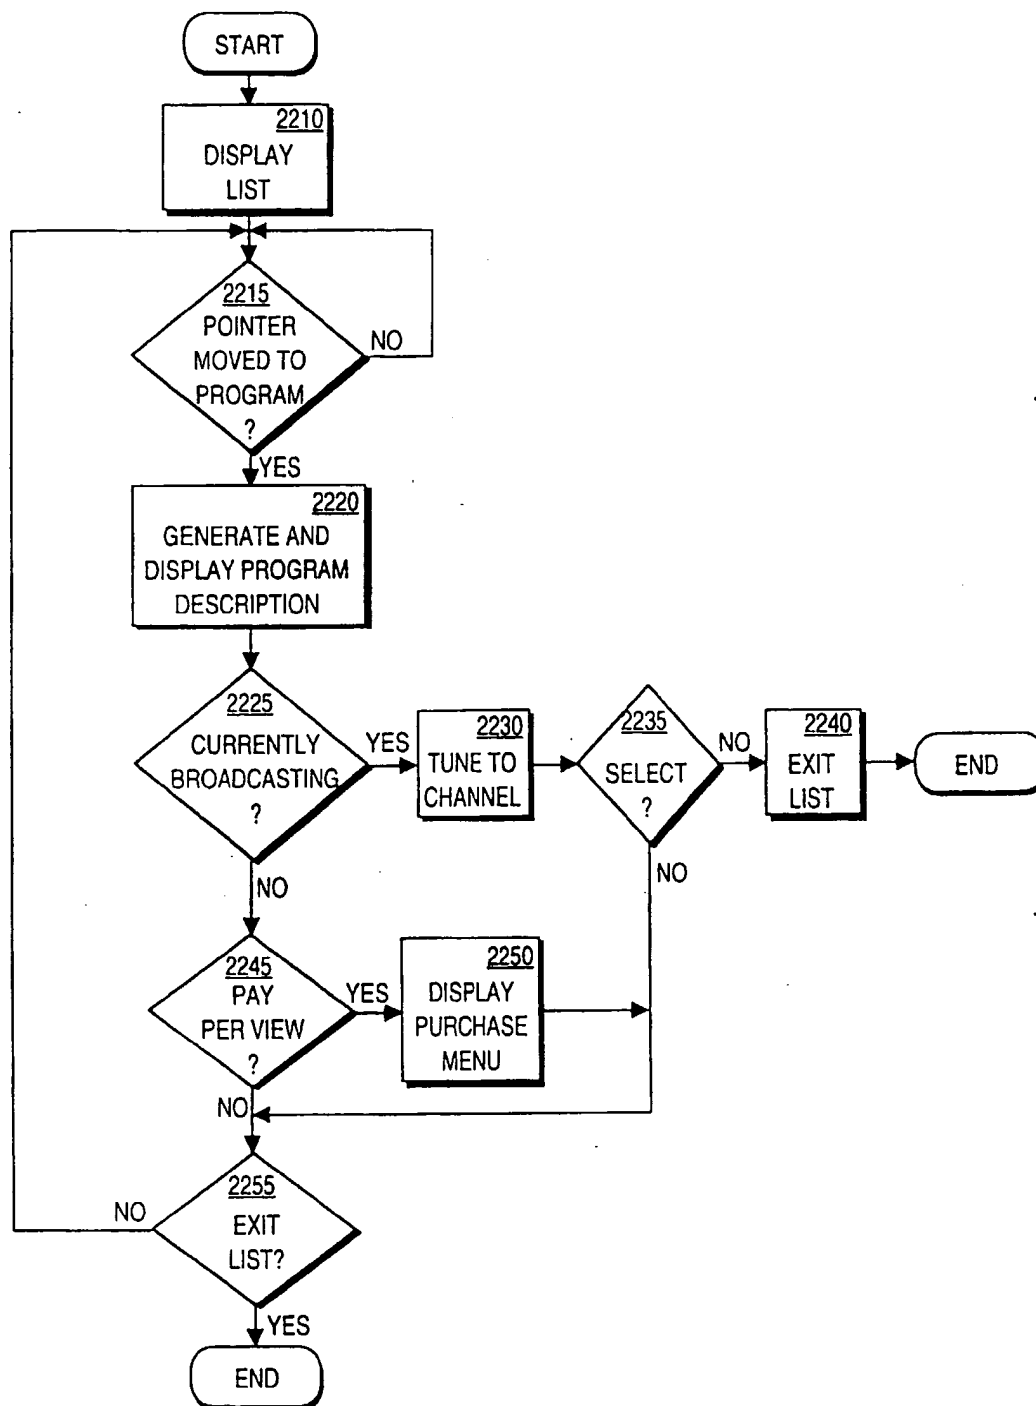 START
2210
DISPLAY
LIST
2215
POINTER
MOVED TO
PROGRAM
?
NO
YES
2220
GENERATE AND
DISPLAY PROGRAM
DESCRIPTION
2225
CURRENTLY
BROADCASTING
?
YES
2230
TUNE TO
CHANNEL
2235
SELECT
?
NO
2240
EXIT
LIST
END
NO
NO
2245
PAY
PER VIEW
?
YES
2250
DISPLAY
PURCHASE
MENU
NO
2255
EXIT
LIST?
NO
YES
END